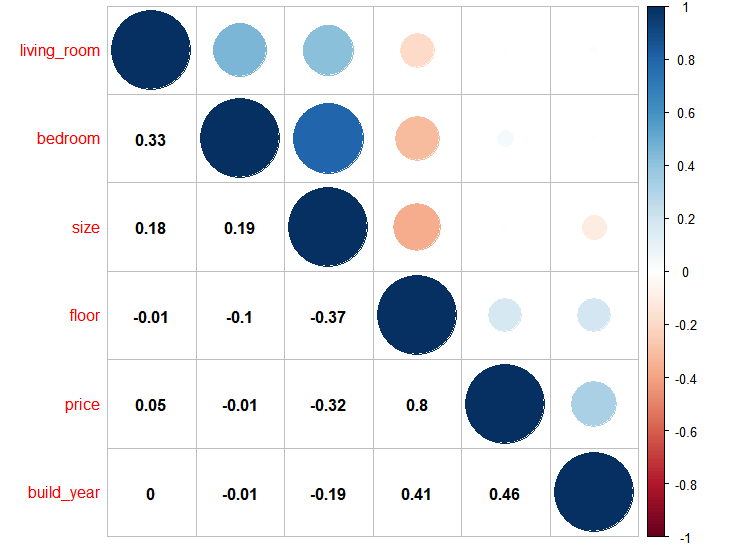 living_room
bedroom 0.33
size 0.18 0.19
floor -0.01 -0.1 -0.37
price 0.05 -0.01 -0.32 0.8
build_year 0 -0.01 -0.19 0.41 0.46
1
0.8
0.6
0.4
0.2
0
-0.2
-0.4
-0.6
-0.8
-1